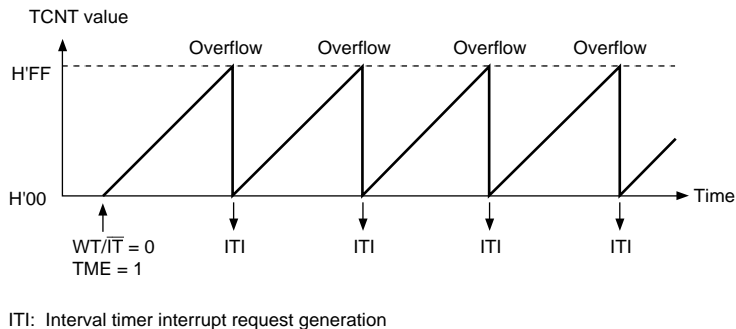 TCNT value
Overflow Overflow Overflow Overflow
H'FF
H'00
Time
WT/I̅T̅ = 0
TME = 1
ITI ITI ITI ITI
ITI: Interval timer interrupt request generation